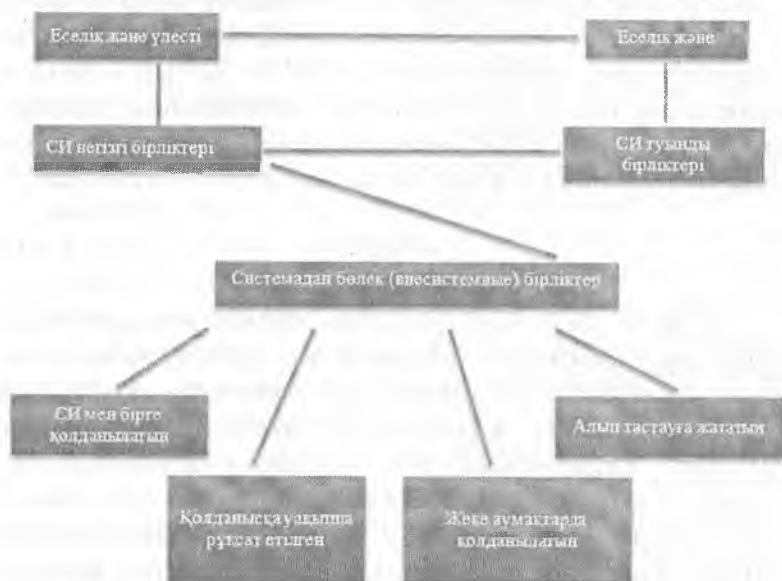 Еселік және үлесті
Еселік және
СИ негізгі бірліктері
СИ туынды
бірліктері
Системадан бөлек (внесистемные) бірліктер
СИ мен бірге
қолданылатын
Алып тастауға жататын
Қолданысқа уақытша
рұқсат етілген
Жеке аумақтарда
қолданылатын